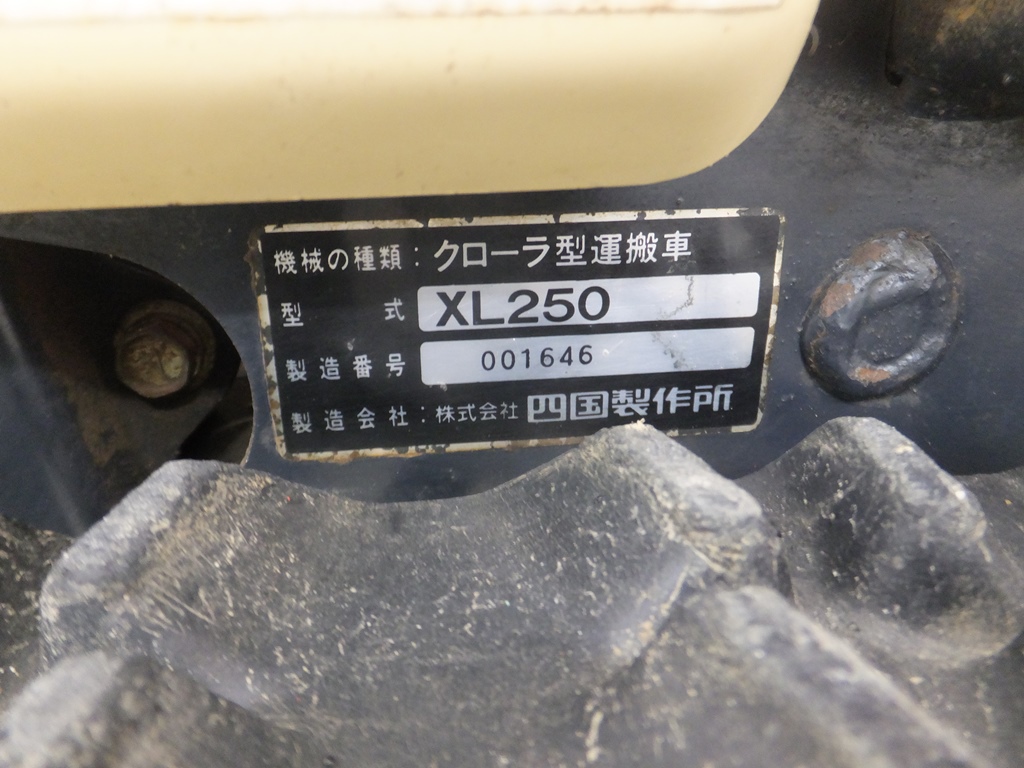 機械の種類：クローラ型運搬車
型式 XL250
製造番号 001646
製造会社：株式会社 四国製作所